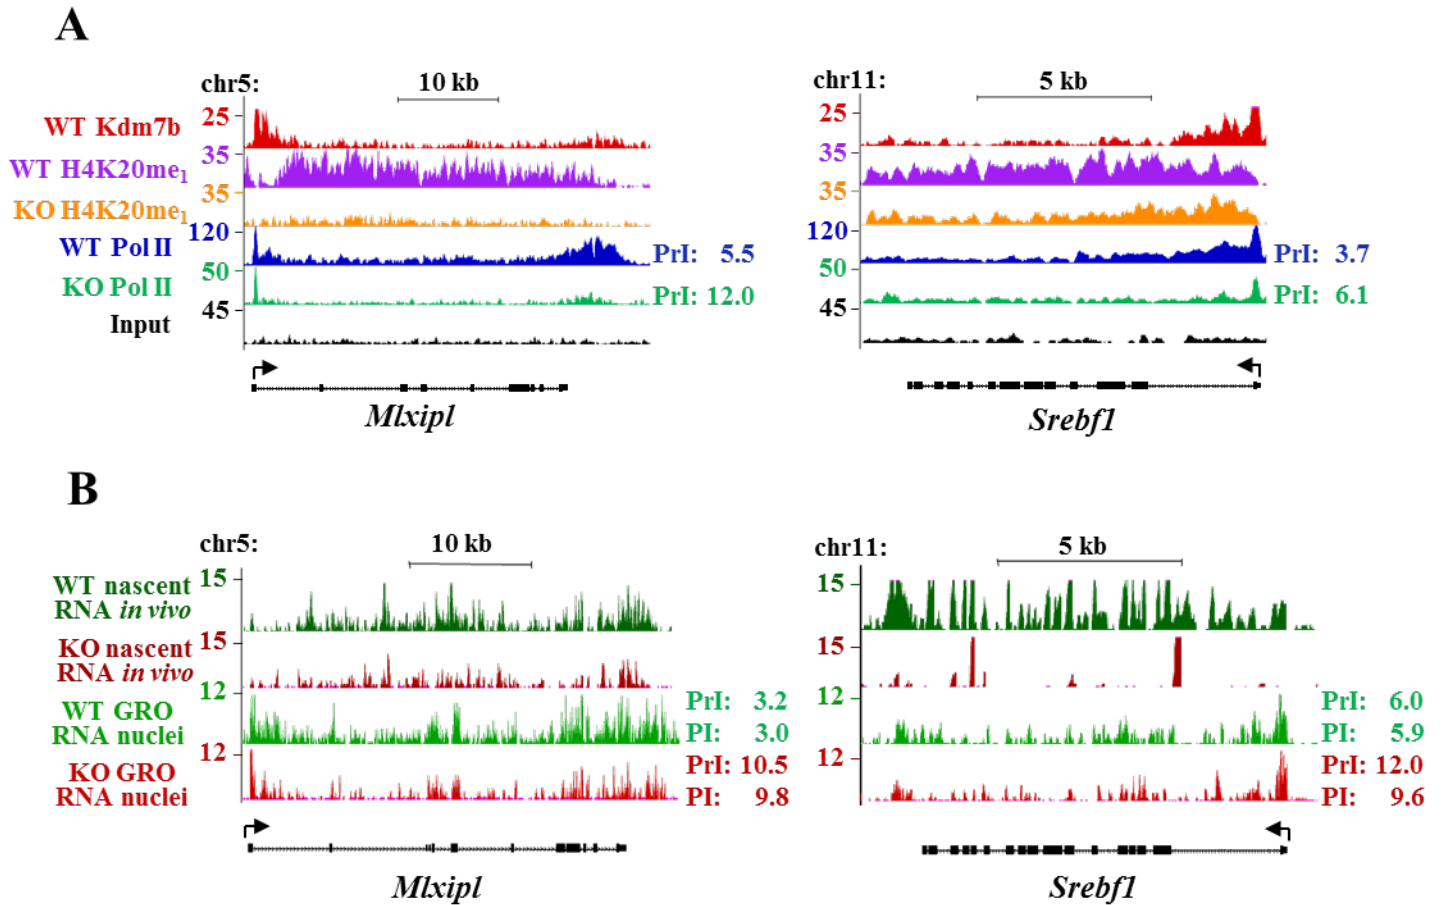 A
chr5:
10 kb
chr11:
5 kb
WT Kdm7b
25
25
WT H4K20me1
35
35
KO H4K20me1
35
35
WT Pol II
120
PrI: 5.5
120
PrI: 3.7
KO Pol II
50
PrI: 12.0
50
PrI: 6.1
Input
45
45
Mlxipl
Srebf1
B
chr5:
10 kb
chr11:
5 kb
WT nascent
RNA in vivo
15
15
KO nascent
RNA in vivo
15
15
WT GRO
RNA nuclei
12
PrI: 3.2
PI: 3.0
12
PrI: 6.0
PI: 5.9
KO GRO
RNA nuclei
12
PrI: 10.5
PI: 9.8
12
PrI: 12.0
PI: 9.6
Mlxipl
Srebf1